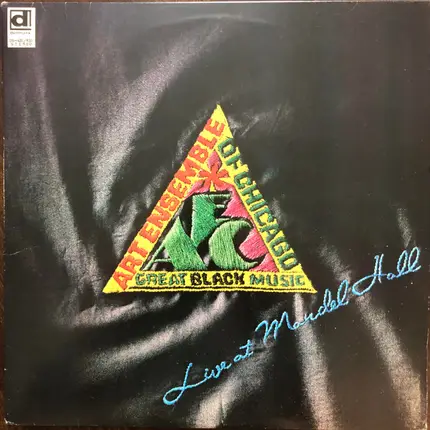 d
ART ENSEMBLE
OF CHICAGO
AEC
GREAT BLACK MUSIC
Live at Mandel Hall